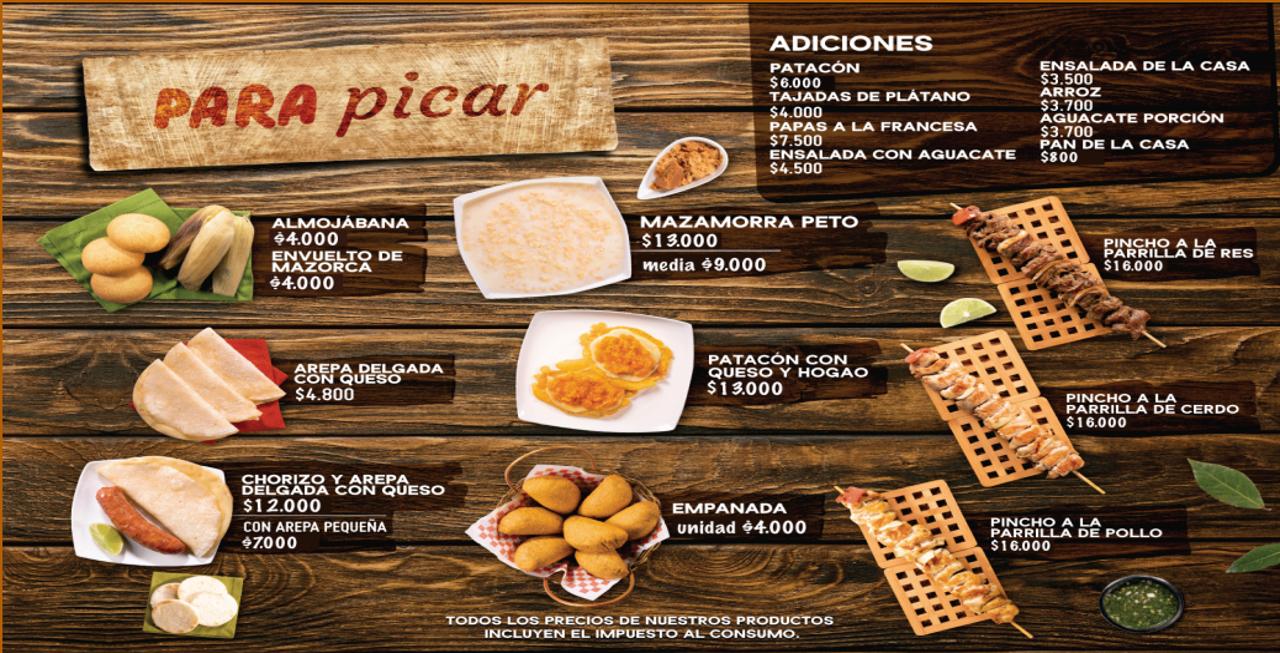 PARA picar
ADICIONES
PATACÓN
$6.000
TAJADAS DE PLÁTANO
$4.000
PAPAS A LA FRANCESA
$7.500
ENSALADA CON AGUACATE
$4.500
ENSALADA DE LA CASA
$3.500
ARROZ
$3.700
AGUACATE PORCIÓN
$3.700
PAN DE LA CASA
$800
ALMOJÁBANA
$4.000
ENVUELTO DE
MAZORCA
$4.000
MAZAMORRA PETO
$13.000
media $9.000
PINCHO A LA
PARRILLA DE RES
$16.000
AREPA DELGADA
CON QUESO
$4.800
PATACÓN CON
QUESO Y HOGAO
$13.000
PINCHO A LA
PARRILLA DE CERDO
$16.000
CHORIZO Y AREPA
DELGADA CON QUESO
$12.000
CON AREPA PEQUEÑA
$7.000
EMPANADA
unidad $4.000
PINCHO A LA
PARRILLA DE POLLO
$16.000
TODOS LOS PRECIOS DE NUESTROS PRODUCTOS
INCLUYEN EL IMPUESTO AL CONSUMO.